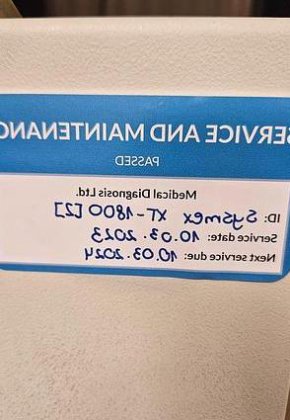 SERVICE AND MAINTENANC
PASSED
Medical Diagnosis Ltd.
ID: Sysmex XT-1800 [2]
Service date: 10.03.2023
Next service due: 10.03.2024